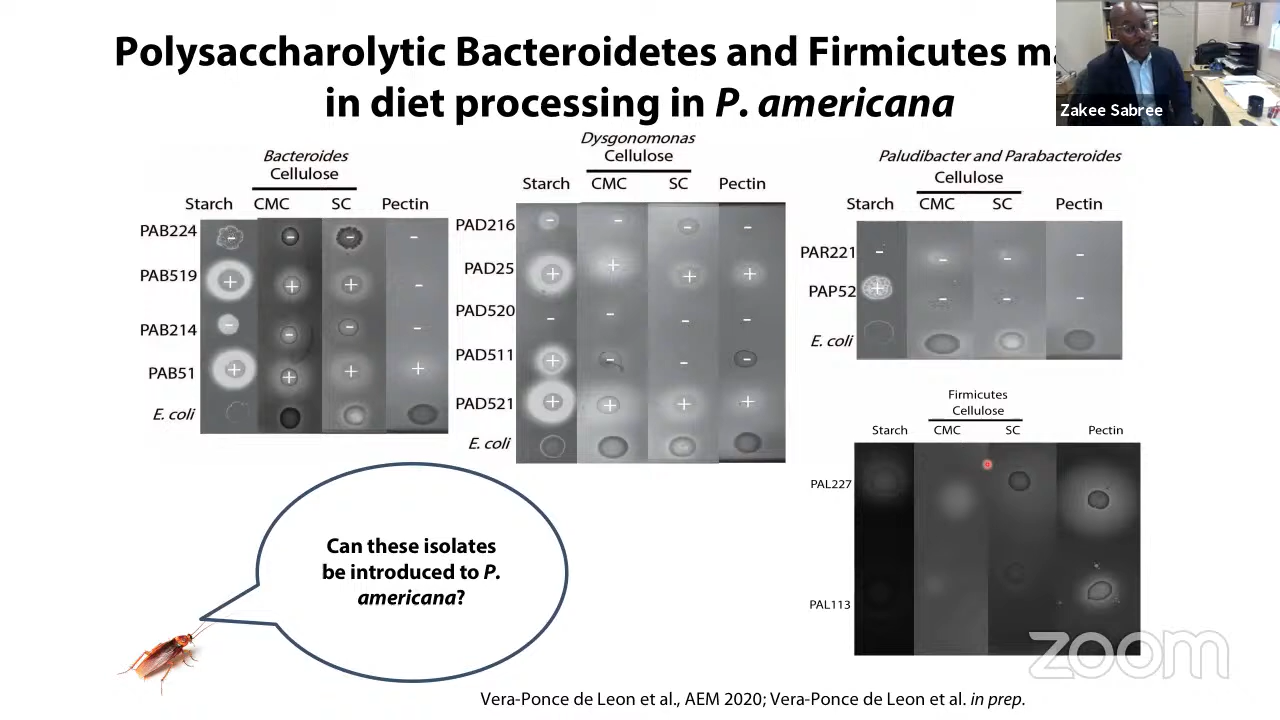 Polysaccharolytic Bacteroidetes and Firmicutes
in diet processing in P. americana
Zakee Sabree
Bacteroides
Cellulose
Starch CMC SC Pectin
PAB224 - - - -
PAB519 + + + -
PAB214 - - - -
PAB51 + + + +
E. coli
Dysgonomonas
Cellulose
Starch CMC SC Pectin
PAD216 - - - -
PAD25 + + + +
PAD520 - - - -
PAD511 + - - -
PAD521 + + + +
E. coli
Paludibacter and Parabacteroides
Cellulose
Starch CMC SC Pectin
PAR221 - - - -
PAP52 + - - -
E. coli
Firmicutes
Cellulose
Starch CMC SC Pectin
PAL227
PAL113
Can these isolates
be introduced to P.
americana?
zoom
Vera-Ponce de Leon et al., AEM 2020; Vera-Ponce de Leon et al. in prep.